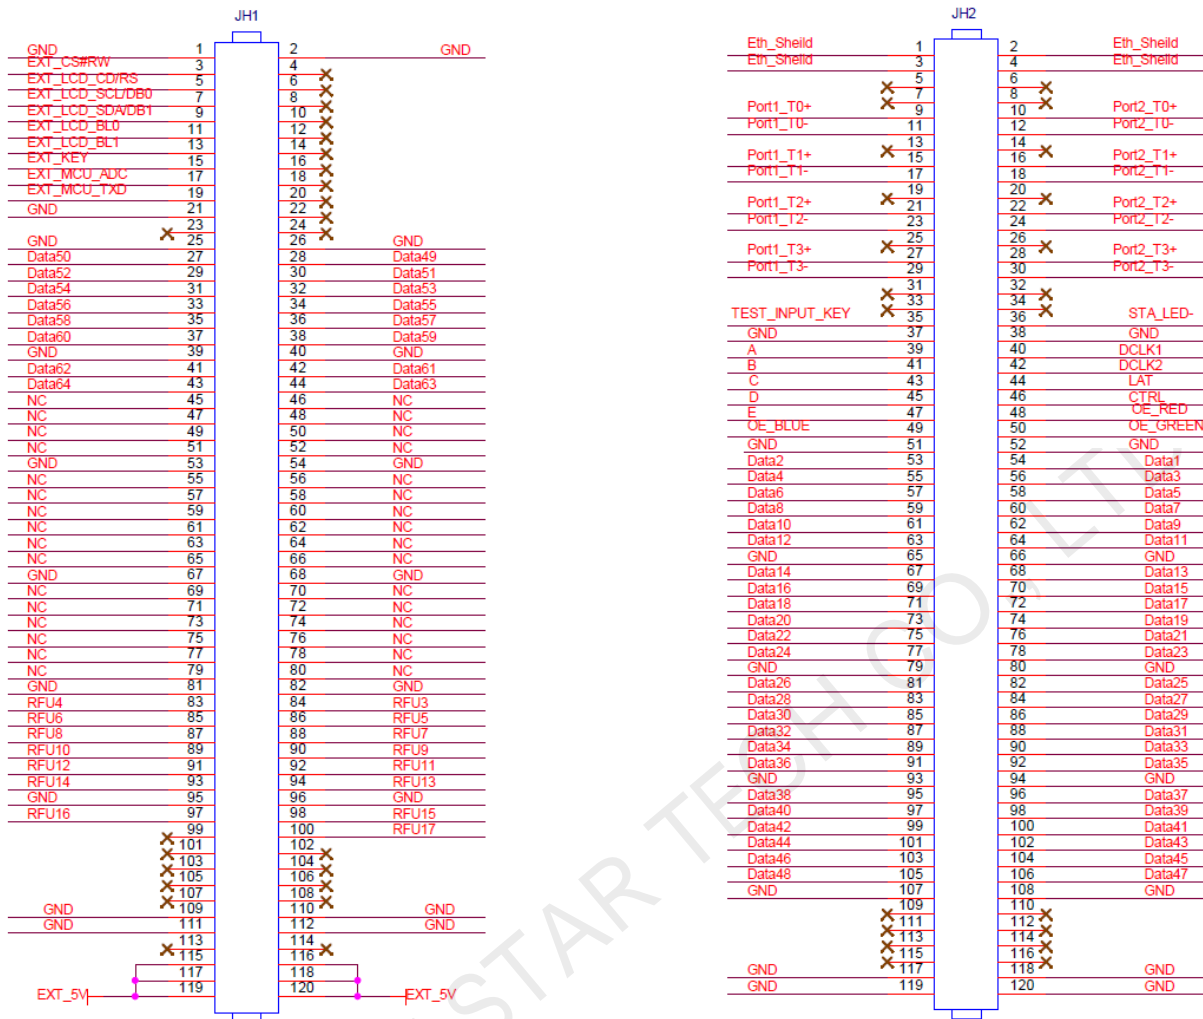 JH1
GND 1 2 GND
EXT_CS#RW 3 4
EXT_LCD_CD/RS 5 6
EXT_LCD_SCL/DB0 7 8
EXT_LCD_SDA/DB1 9 10
EXT_LCD_BL0 11 12
EXT_LCD_BL1 13 14
EXT_KEY 15 16
EXT_MCU_ADC 17 18
EXT_MCU_TXD 19 20
GND 21 22
23 24
GND 25 26 GND
Data50 27 28 Data49
Data52 29 30 Data51
Data54 31 32 Data53
Data56 33 34 Data55
Data58 35 36 Data57
Data60 37 38 Data59
GND 39 40 GND
Data62 41 42 Data61
Data64 43 44 Data63
NC 45 46 NC
NC 47 48 NC
NC 49 50 NC
NC 51 52 NC
GND 53 54 GND
NC 55 56 NC
NC 57 58 NC
NC 59 60 NC
NC 61 62 NC
NC 63 64 NC
NC 65 66 NC
GND 67 68 GND
NC 69 70 NC
NC 71 72 NC
NC 73 74 NC
NC 75 76 NC
NC 77 78 NC
NC 79 80 NC
GND 81 82 GND
RFU4 83 84 RFU3
RFU6 85 86 RFU5
RFU8 87 88 RFU7
RFU10 89 90 RFU9
RFU12 91 92 RFU11
RFU14 93 94 RFU13
GND 95 96 GND
RFU16 97 98 RFU15
99 100 RFU17
101 102
103 104
105 106
107 108
GND 109 110 GND
GND 111 112 GND
113 114
115 116
117 118
EXT_5V 119 120 EXT_5V
JH2
Eth_Sheild 1 2 Eth_Sheild
Eth_Sheild 3 4 Eth_Sheild
5 6
7 8
Port1_T0+ 9 10 Port2_T0+
Port1_T0- 11 12 Port2_T0-
13 14
Port1_T1+ 15 16 Port2_T1+
Port1_T1- 17 18 Port2_T1-
19 20
Port1_T2+ 21 22 Port2_T2+
Port1_T2- 23 24 Port2_T2-
25 26
Port1_T3+ 27 28 Port2_T3+
Port1_T3- 29 30 Port2_T3-
31 32
33 34
TEST_INPUT_KEY 35 36 STA_LED-
GND 37 38 GND
A 39 40 DCLK1
B 41 42 DCLK2
C 43 44 LAT
D 45 46 CTRL
E 47 48 OE_RED
OE_BLUE 49 50 OE_GREEN
GND 51 52 GND
Data2 53 54 Data1
Data4 55 56 Data3
Data6 57 58 Data5
Data8 59 60 Data7
Data10 61 62 Data9
Data12 63 64 Data11
GND 65 66 GND
Data14 67 68 Data13
Data16 69 70 Data15
Data18 71 72 Data17
Data20 73 74 Data19
Data22 75 76 Data21
Data24 77 78 Data23
GND 79 80 GND
Data26 81 82 Data25
Data28 83 84 Data27
Data30 85 86 Data29
Data32 87 88 Data31
Data34 89 90 Data33
Data36 91 92 Data35
GND 93 94 GND
Data38 95 96 Data37
Data40 97 98 Data39
Data42 99 100 Data41
Data44 101 102 Data43
Data46 103 104 Data45
Data48 105 106 Data47
GND 107 108 GND
109 110
111 112
113 114
115 116
GND 117 118 GND
GND 119 120 GND
STAR TECH CO., LT